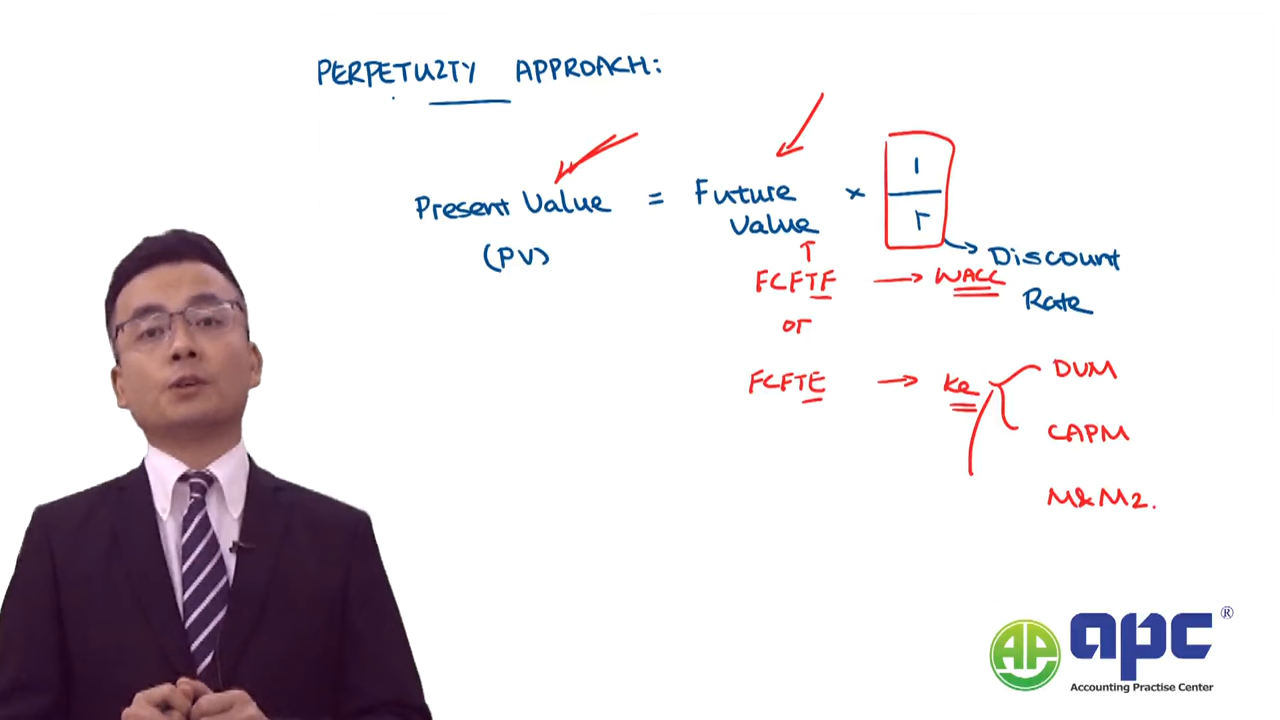 PERPETUITY APPROACH:
Present Value = Future Value × 1/r
(PV)
Discount Rate
FCFTF → WACC
or
FCFTE → Ke
DVM
CAPM
M&M2.
AP
apc®
Accounting Practise Center